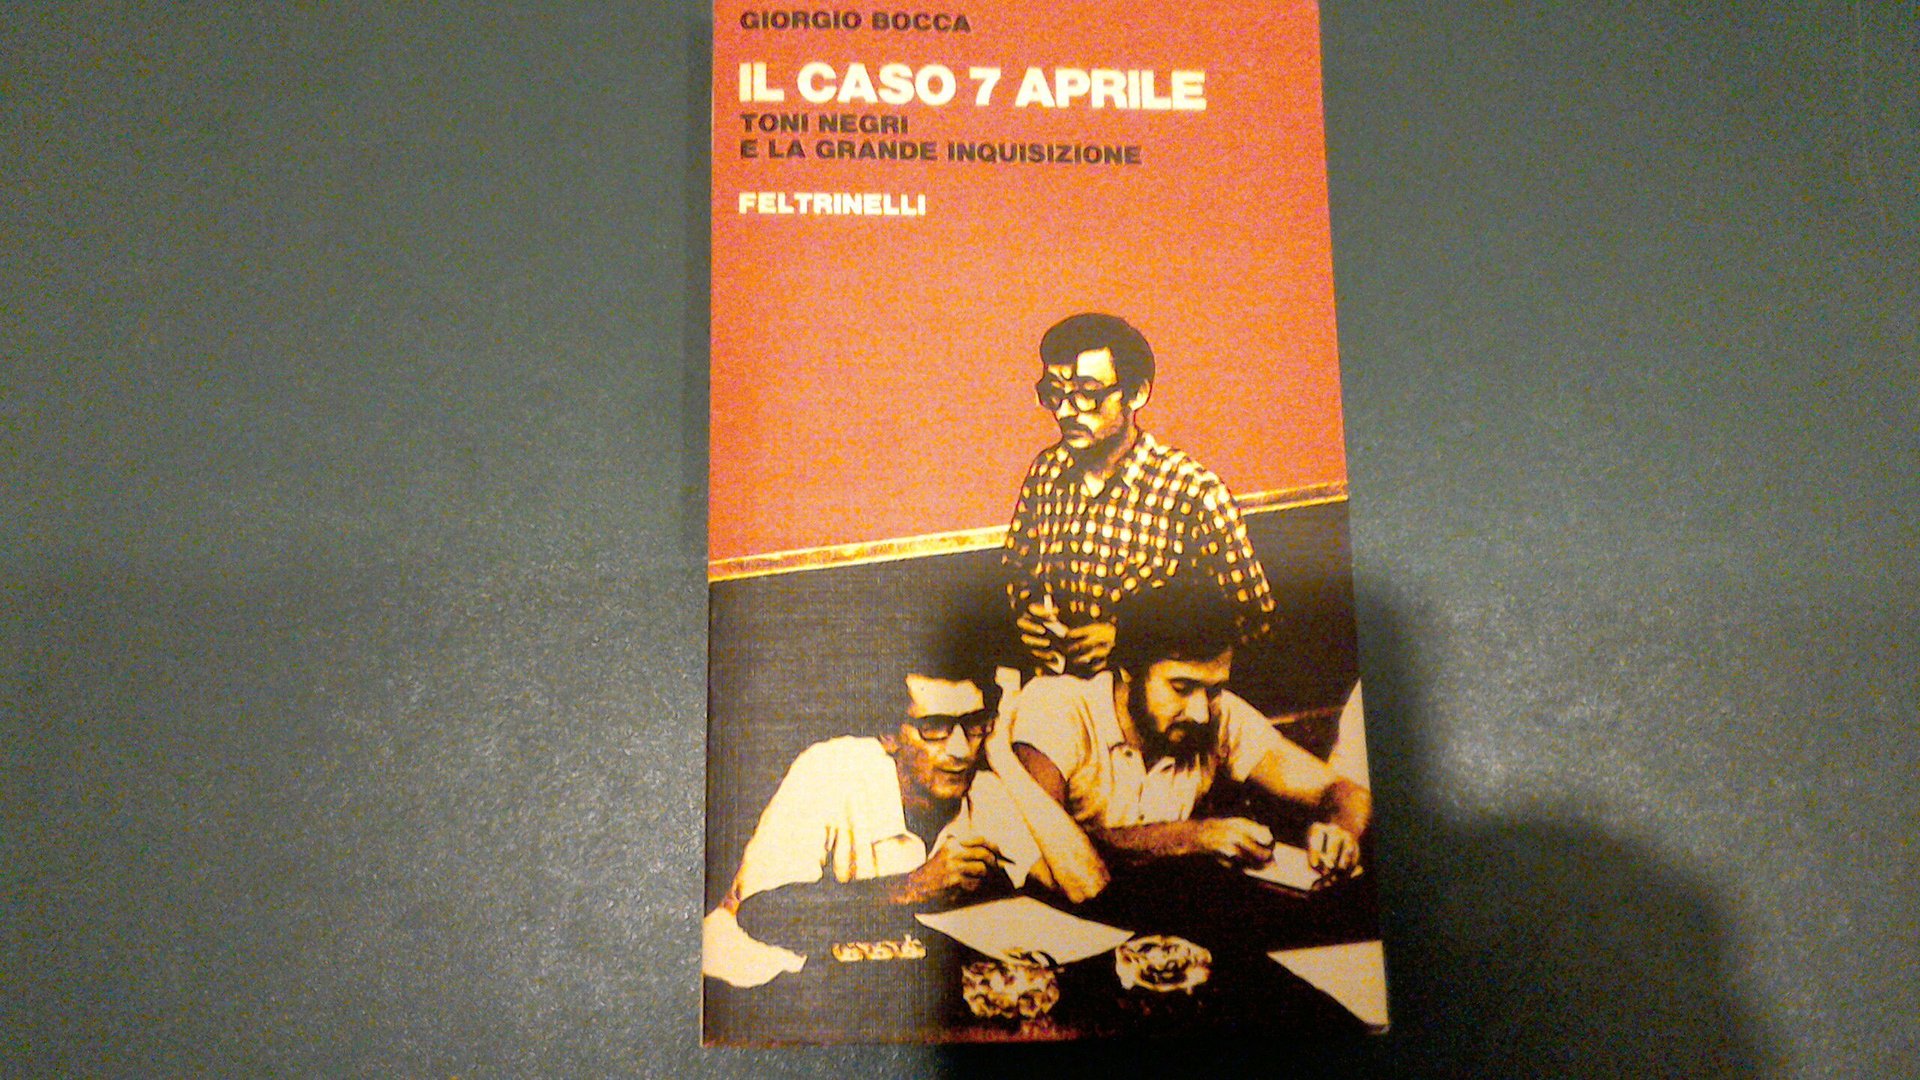 GIORGIO BOCCA
IL CASO 7 APRILE
TONI NEGRI
E LA GRANDE INQUISIZIONE
FELTRINELLI